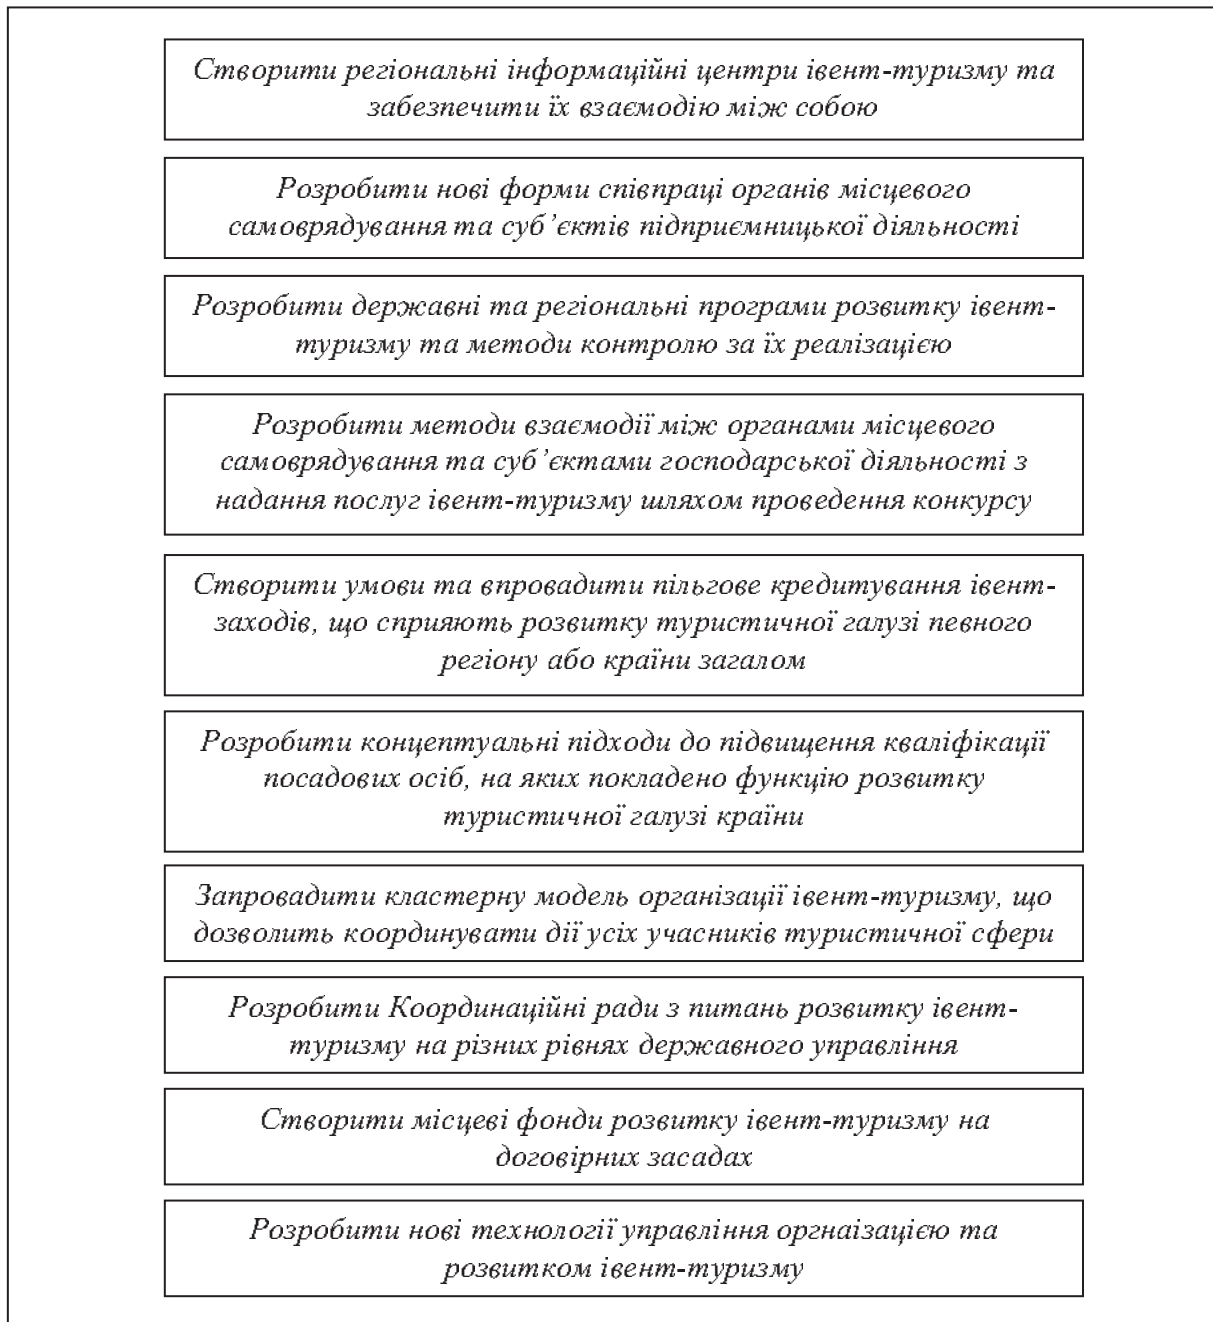 Створити регіональні інформаційні центри івент-туризму та
забезпечити їх взаємодію між собою
Розробити нові форми співпраці органів місцевого
самоврядування та суб’єктів підприємницької діяльності
Розробити державні та регіональні програми розвитку івент-
туризму та методи контролю за їх реалізацією
Розробити методи взаємодії між органами місцевого
самоврядування та суб’єктами господарської діяльності з
надання послуг івент-туризму шляхом проведення конкурсу
Створити умови та впровадити пільгове кредитування івент-
заходів, що сприяють розвитку туристичної галузі певного
регіону або країни загалом
Розробити концептуальні підходи до підвищення кваліфікації
посадових осіб, на яких покладено функцію розвитку
туристичної галузі країни
Запровадити кластерну модель організації івент-туризму, що
дозволить координувати дії усіх учасників туристичної сфери
Розробити Координаційні ради з питань розвитку івент-
туризму на різних рівнях державного управління
Створити місцеві фонди розвитку івент-туризму на
договірних засадах
Розробити нові технології управління оргнаізацією та
розвитком івент-туризму